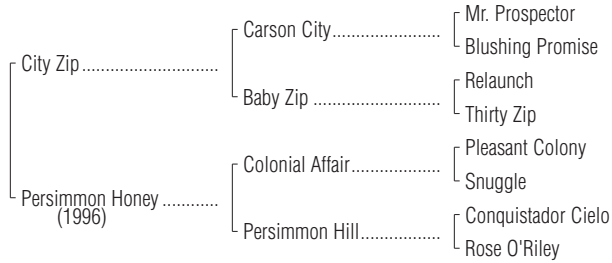 Mr. Prospector
Carson City
Blushing Promise
City Zip
Relaunch
Baby Zip
Thirty Zip
Pleasant Colony
Colonial Affair
Snuggle
Persimmon Honey
(1996)
Conquistador Cielo
Persimmon Hill
Rose O'Riley